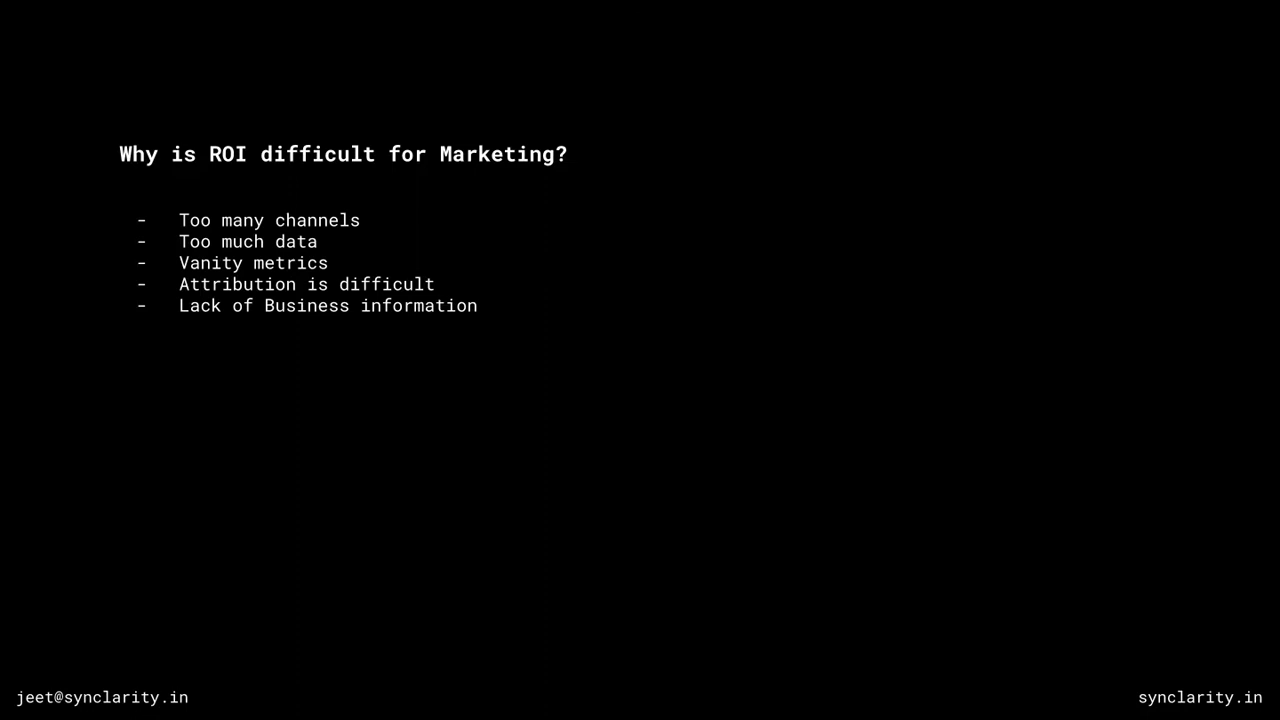 Why is ROI difficult for Marketing?
- Too many channels
- Too much data
- Vanity metrics
- Attribution is difficult
- Lack of Business information
jeet@synclarity.in
synclarity.in